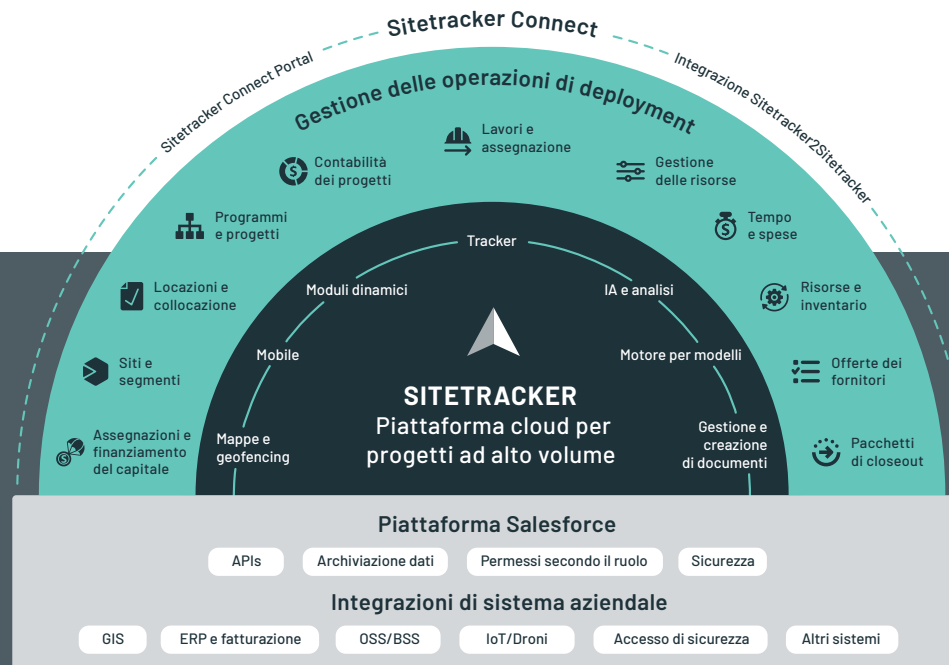 Sitetracker Connect
Sitetracker Connect Portal
Integrazione Sitetracker2Sitetracker
Gestione delle operazioni di deployment
Lavori e
assegnazione
Contabilità
dei progetti
Gestione
delle risorse
Programmi
e progetti
Tempo
e spese
Locazioni e
collocazione
Risorse e
inventario
Siti e
segmenti
Offerte dei
fornitori
Assegnazioni e
finanziamento
del capitale
Pacchetti
di closeout
Tracker
Moduli dinamici
IA e analisi
Mobile
Motore per modelli
Mappe e
geofencing
Gestione e
creazione
di documenti
SITETRACKER
Piattaforma cloud per
progetti ad alto volume
Piattaforma Salesforce
APIs
Archiviazione dati
Permessi secondo il ruolo
Sicurezza
Integrazioni di sistema aziendale
GIS
ERP e fatturazione
OSS/BSS
IoT/Droni
Accesso di sicurezza
Altri sistemi